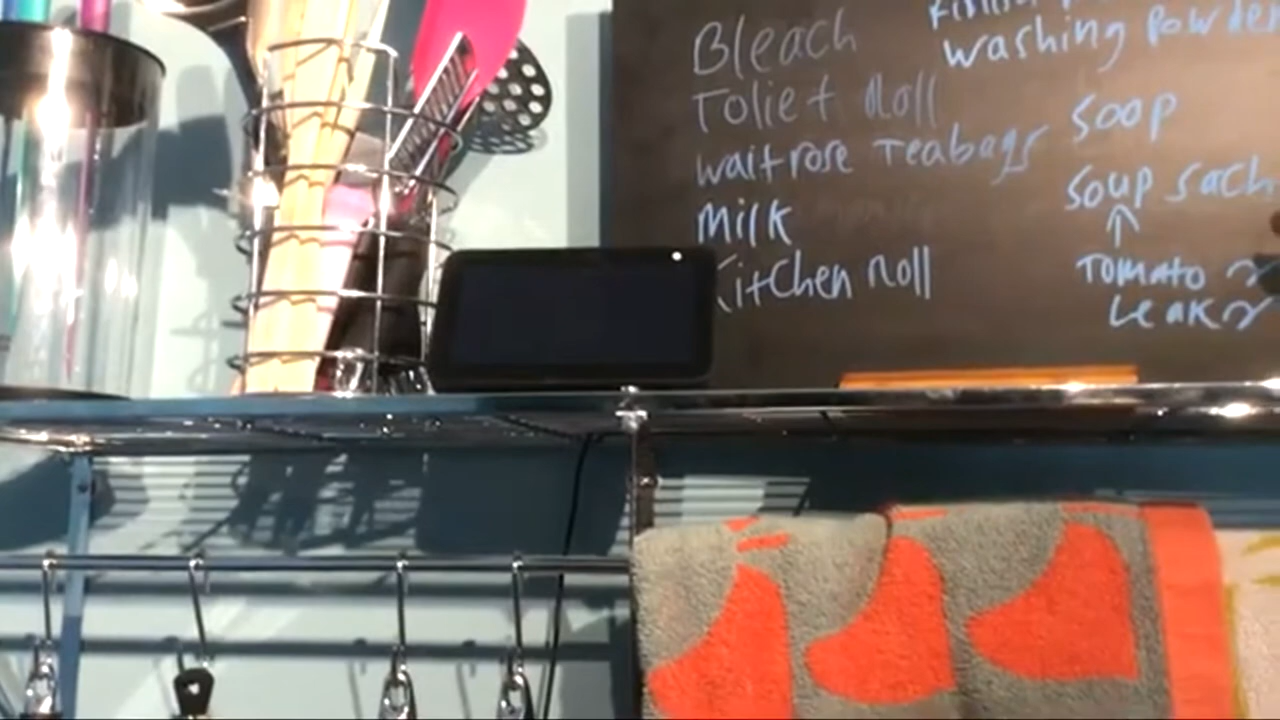 Bleach
Toliet Roll
waitrose Teabags
Milk
Kitchen Roll
washing Powder
Soop
Soup Sach
Tomato
Leak